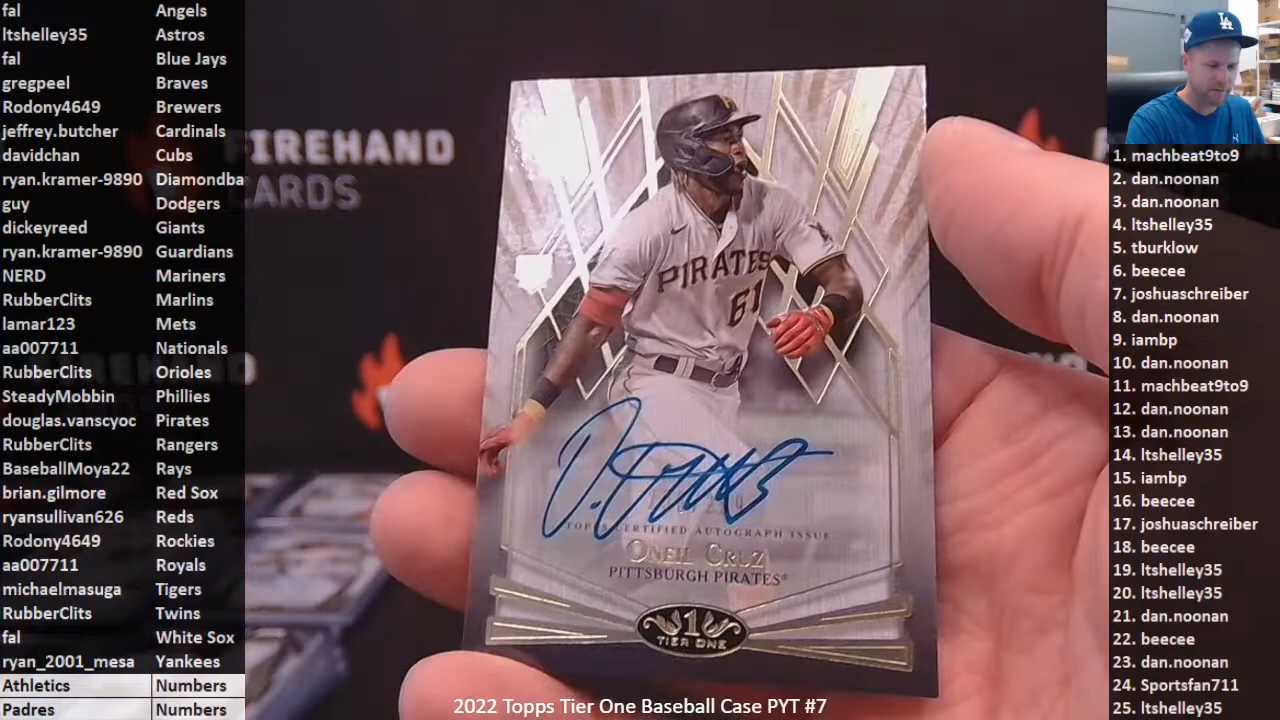 fal Angels
ltshelley35 Astros
fal Blue Jays
gregpeel Braves
Rodony4649 Brewers
jeffrey.butcher Cardinals
davidchan Cubs
ryan.kramer-9890 Diamondba
guy Dodgers
dickeyreed Giants
ryan.kramer-9890 Guardians
NERD Mariners
RubberClits Marlins
lamar123 Mets
aa007711 Nationals
RubberClits Orioles
SteadyMobbin Phillies
douglas.vanscyoc Pirates
RubberClits Rangers
BaseballMoya22 Rays
brian.gilmore Red Sox
ryansullivan626 Reds
Rodony4649 Rockies
aa007711 Royals
michaelmasuga Tigers
RubberClits Twins
fal White Sox
ryan_2001_mesa Yankees
Athletics Numbers
Padres Numbers
FIREHAND
CARDS
PIRATES
61
TOPPS CERTIFIED AUTOGRAPH ISSUE
ONEIL CRUZ
PITTSBURGH PIRATES®
1
TIER ONE
2022 Topps Tier One Baseball Case PYT #7
LA
1. machbeat9to9
2. dan.noonan
3. dan.noonan
4. ltshelley35
5. tburklow
6. beecee
7. joshuaschreiber
8. dan.noonan
9. iambp
10. dan.noonan
11. machbeat9to9
12. dan.noonan
13. dan.noonan
14. ltshelley35
15. iambp
16. beecee
17. joshuaschreiber
18. beecee
19. ltshelley35
20. ltshelley35
21. dan.noonan
22. beecee
23. dan.noonan
24. Sportsfan711
25. ltshelley35